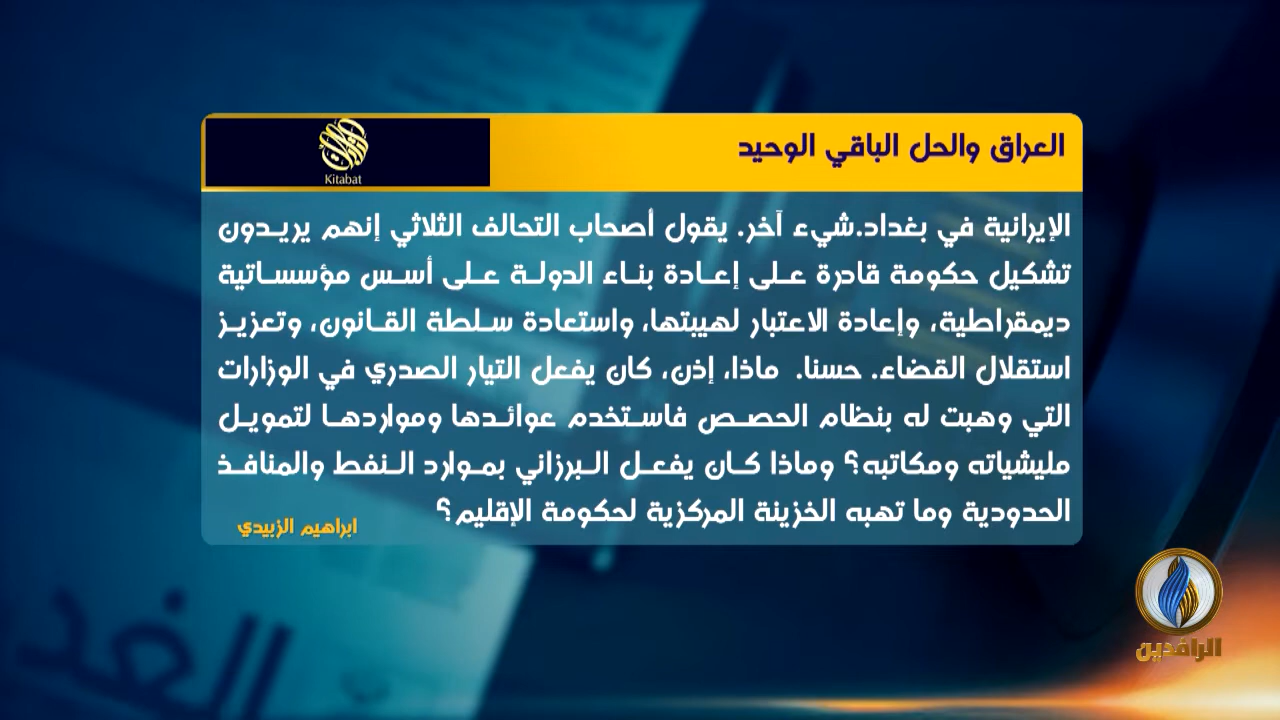 العراق والحل الباقي الوحيد
Kitabat
الإيرانية في بغداد.شيء آخر. يقول أصحاب التحالف الثلاثي إنهم يريدون
تشكيل حكومة قادرة على إعادة بناء الدولة على أسس مؤسساتية
ديمقراطية، وإعادة الاعتبار لهيبتها، واستعادة سلطة القانون، وتعزيز
استقلال القضاء. حسنا. ماذا، إذن، كان يفعل التيار الصدري في الوزارات
التي وهبت له بنظام الحصص فاستخدم عوائدها ومواردها لتمويل
مليشياته ومكاتبه؟ وماذا كان يفعل البرزاني بموارد النفط والمنافذ
الحدودية وما تهبه الخزينة المركزية لحكومة الإقليم؟
ابراهيم الزبيدي
الرافدين
الغد